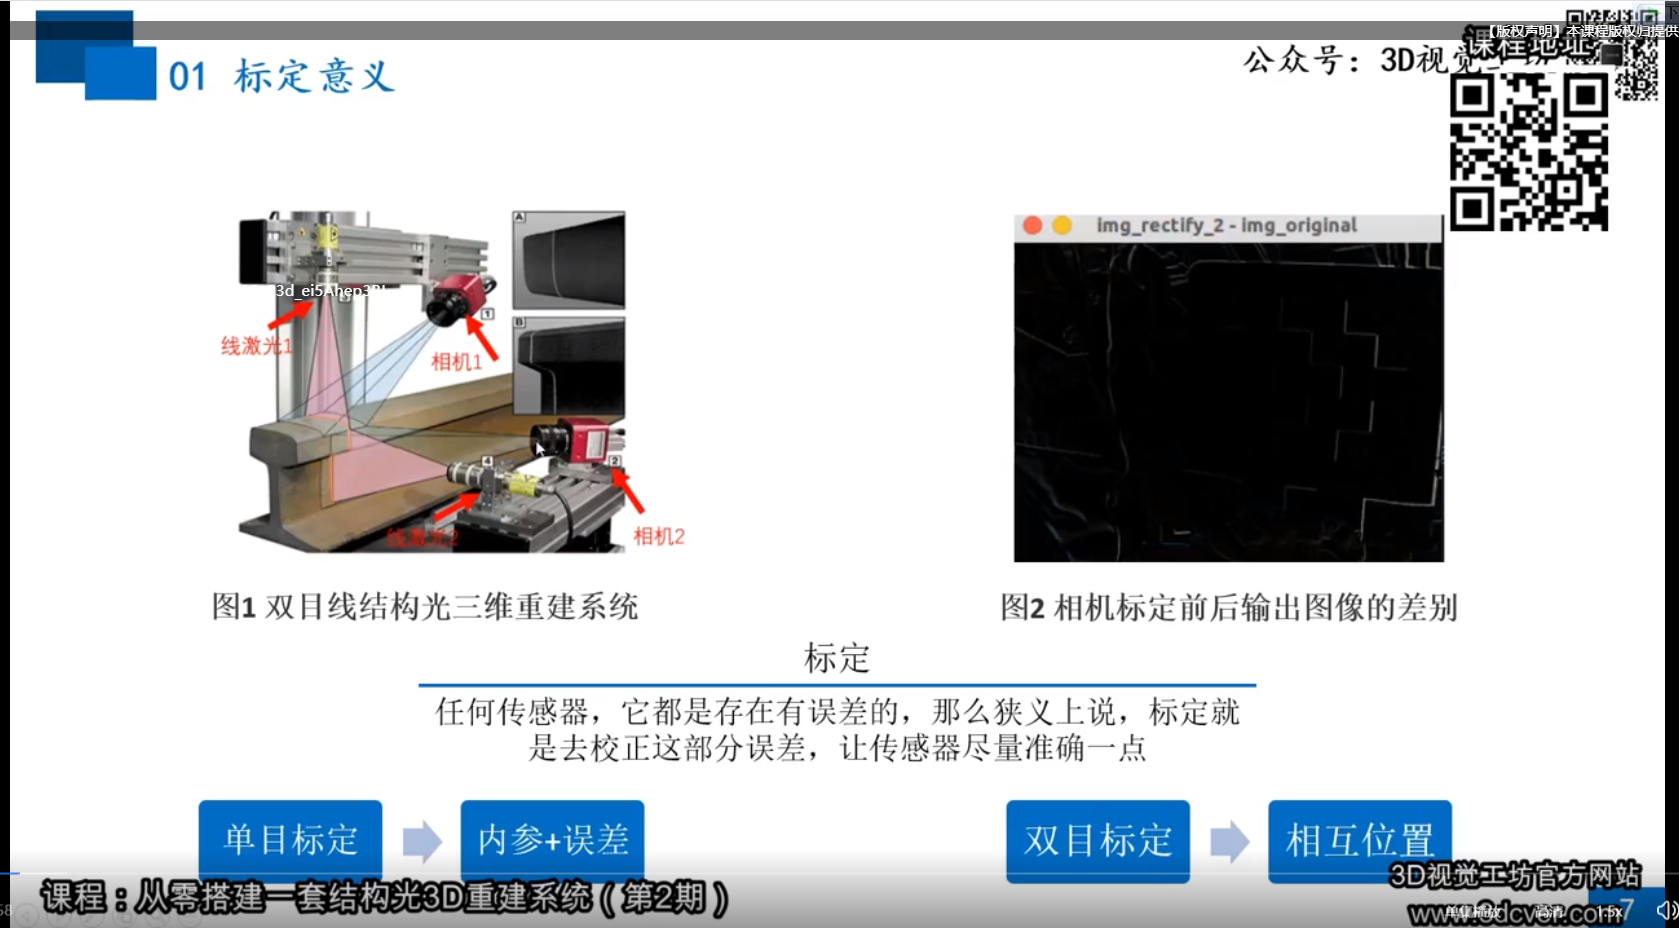 【版权声明】本课程版权归提供
01 标定意义
公众号：3D视觉
课程地址
img_rectify_2 - img_original
A
3d_ei5Ahep3
1
线激光1
相机1
B
4
2
线激光2
相机2
图1 双目线结构光三维重建系统
图2 相机标定前后输出图像的差别
标定
任何传感器，它都是存在有误差的，那么狭义上说，标定就
是去校正这部分误差，让传感器尽量准确一点
单目标定
内参+误差
双目标定
相互位置
3D视觉工坊官方网站
课程：从零搭建一套结构光3D重建系统（第2期）
www.3dcver.com
单集播放
高清
1.5x
7